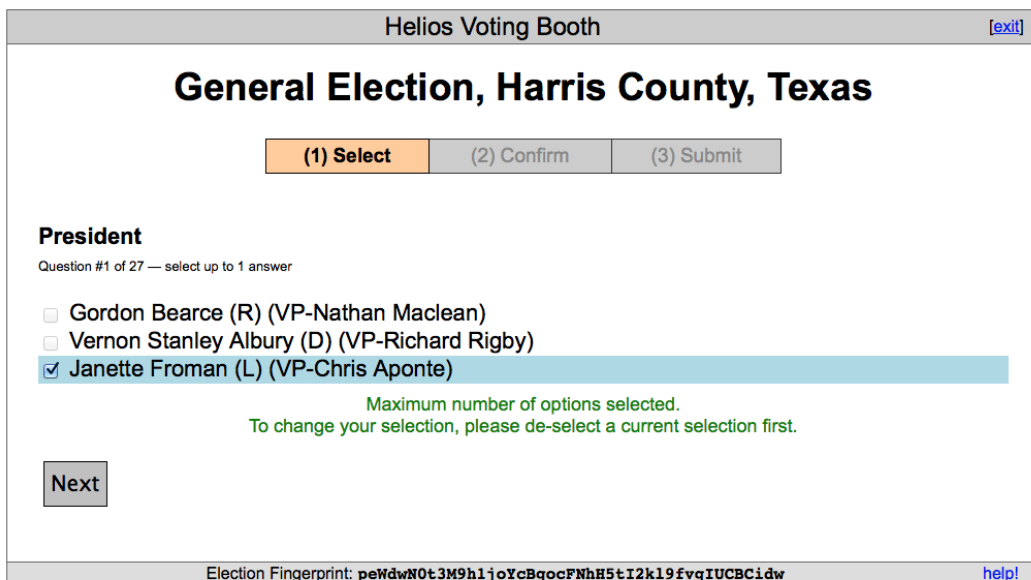 Helios Voting Booth [exit]
General Election, Harris County, Texas
(1) Select (2) Confirm (3) Submit
President
Question #1 of 27 — select up to 1 answer
Gordon Bearce (R) (VP-Nathan Maclean)
Vernon Stanley Albury (D) (VP-Richard Rigby)
Janette Froman (L) (VP-Chris Aponte)
Maximum number of options selected.
To change your selection, please de-select a current selection first.
Next
Election Fingerprint: help!